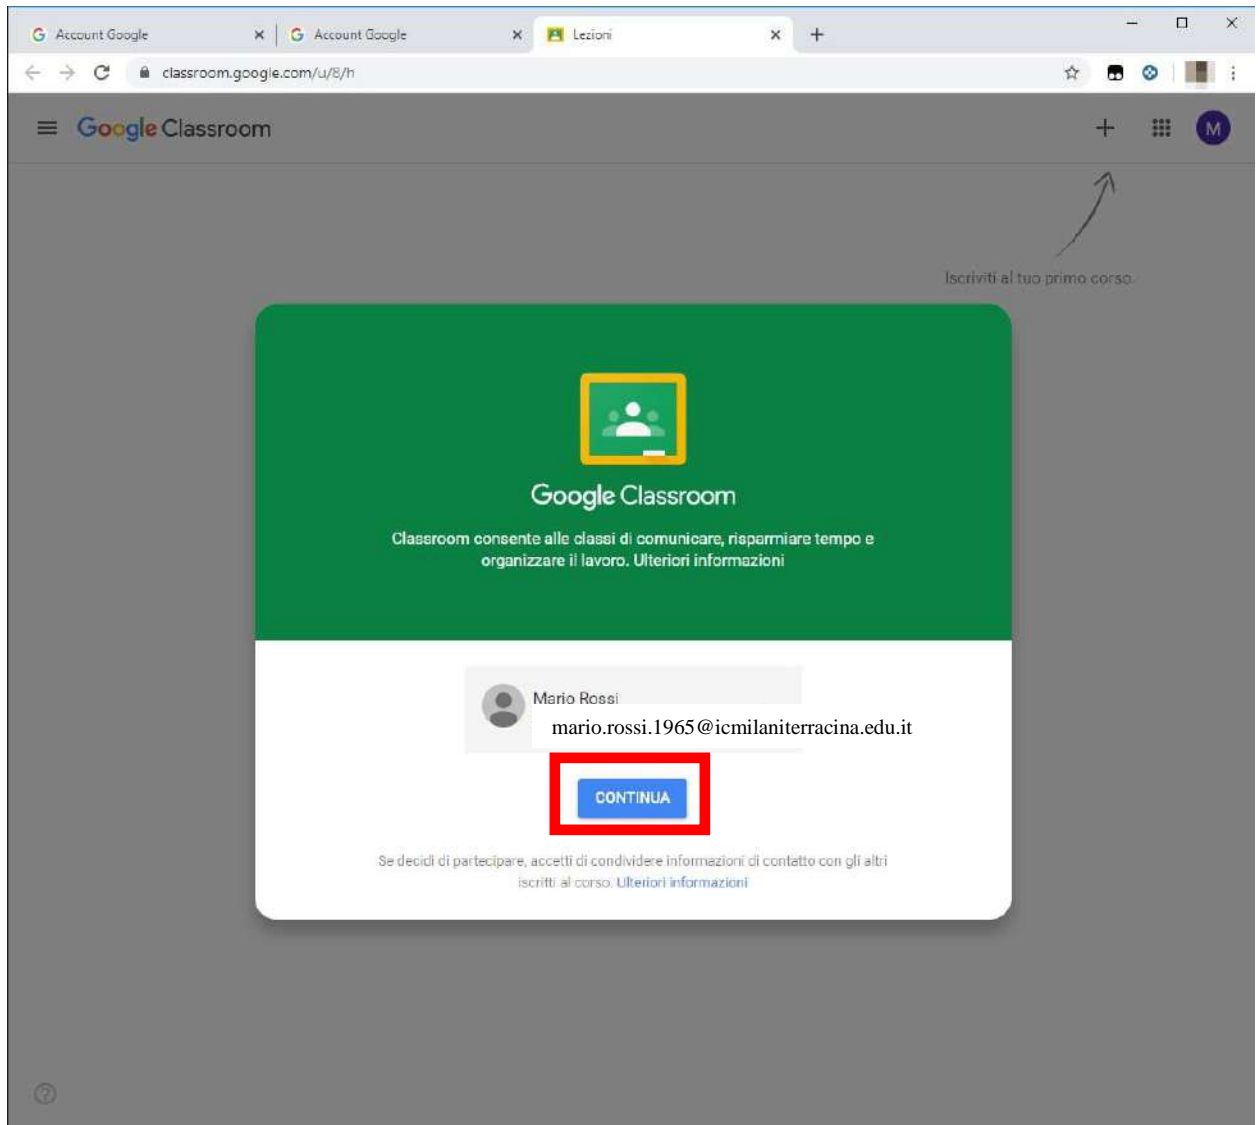 Account Google
Account Google
Lezioni
classroom.google.com/u/8/h
Google Classroom
M
Iscriviti al tuo primo corso.
Google Classroom
Classroom consente alle classi di comunicare, risparmiare tempo e
organizzare il lavoro. Ulteriori informazioni
Mario Rossi
mario.rossi.1965@icmilaniterracina.edu.it
CONTINUA
Se decidi di partecipare, accetti di condividere informazioni di contatto con gli altri
iscritti al corso. Ulteriori informazioni